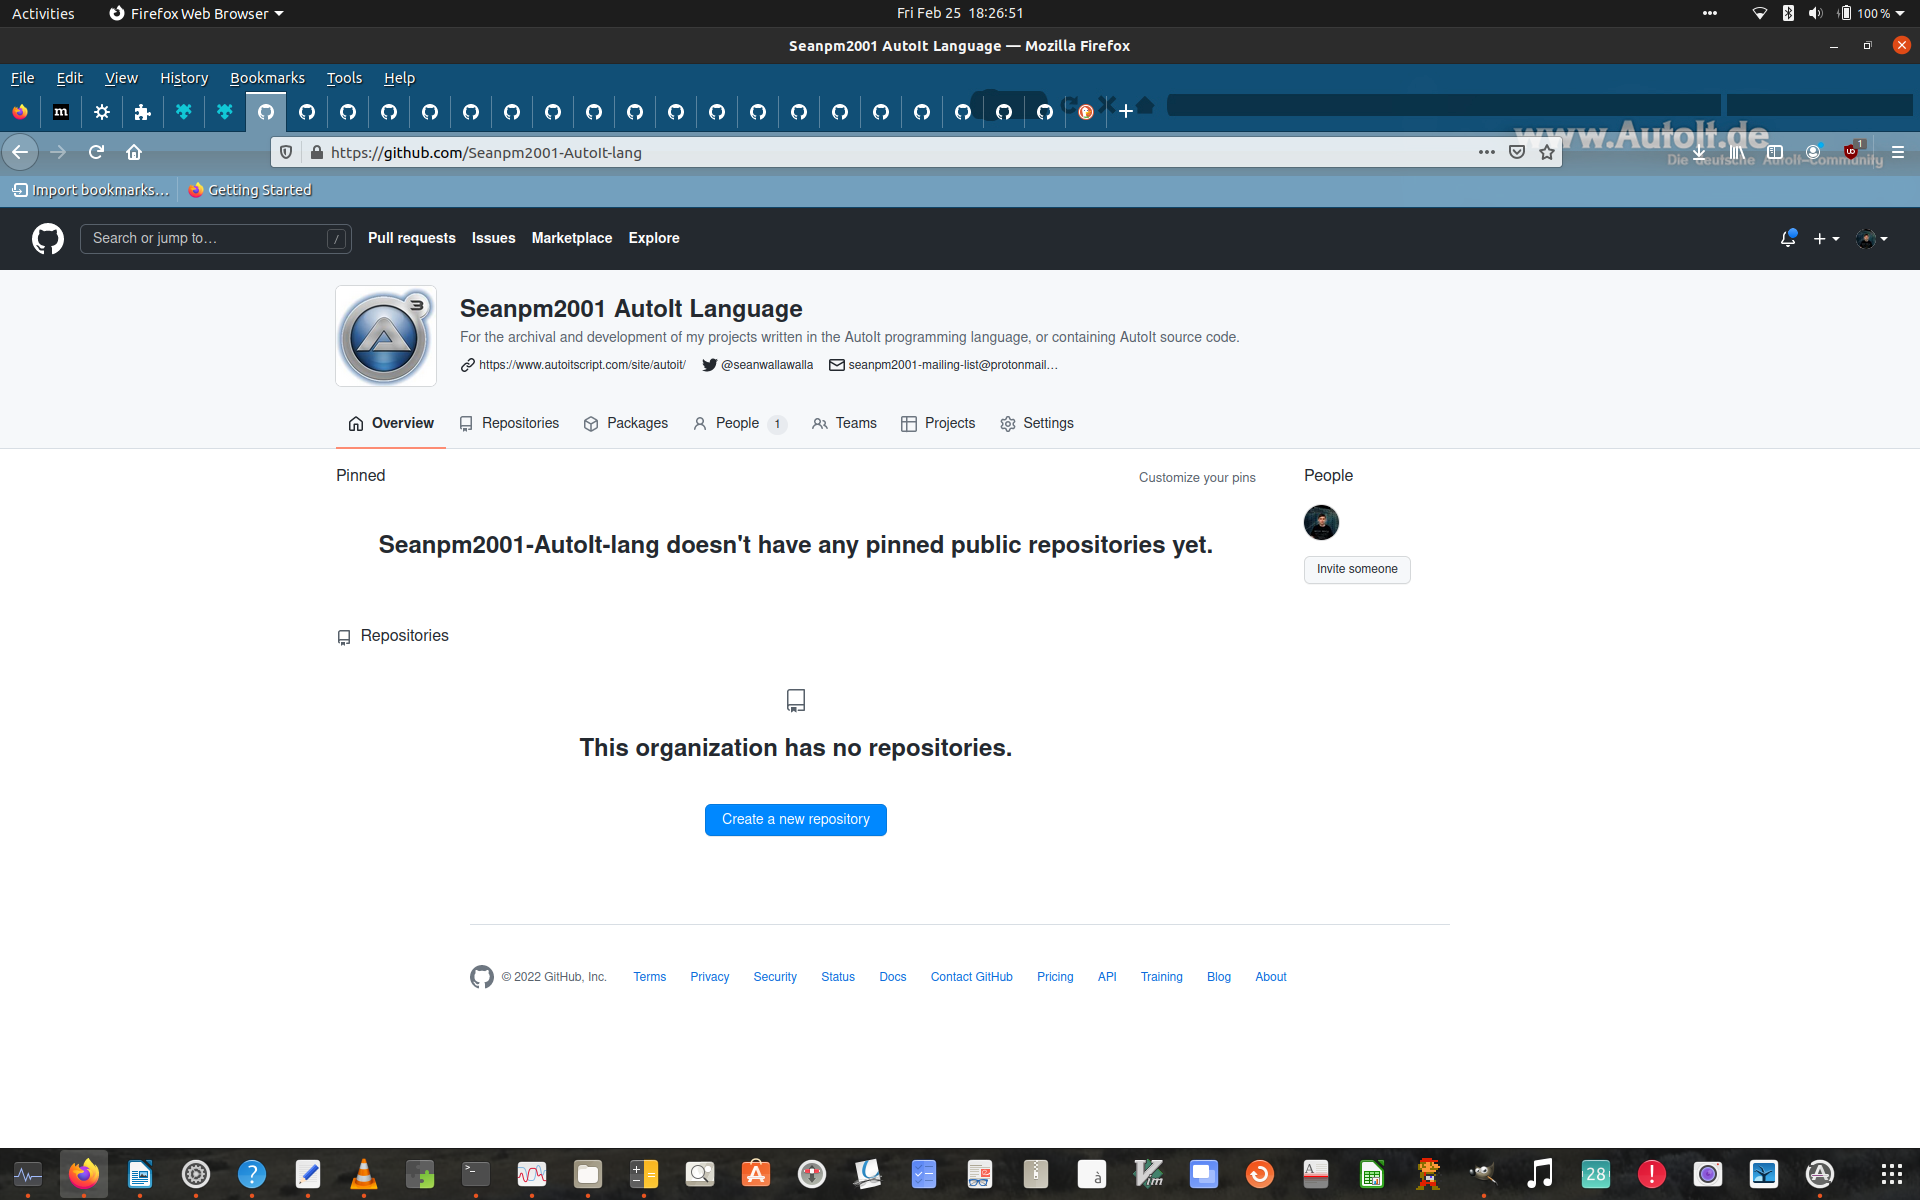 Activities Firefox Web Browser Fri Feb 25 18:26:51 100 %
Seanpm2001 AutoIt Language — Mozilla Firefox
File Edit View History Bookmarks Tools Help
m
https://github.com/Seanpm2001-AutoIt-lang
www.AutoIt.de
Die deutsche AutoIt-community
1
Import bookmarks… Getting Started
Search or jump to… / Pull requests Issues Marketplace Explore
3
Seanpm2001 AutoIt Language
For the archival and development of my projects written in the AutoIt programming language, or containing AutoIt source code.
https://www.autoitscript.com/site/autoit/ @seanwallawalla seanpm2001-mailing-list@protonmail…
Overview Repositories Packages People 1 Teams Projects Settings
Pinned Customize your pins People
Seanpm2001-AutoIt-lang doesn't have any pinned public repositories yet.
Invite someone
Repositories
This organization has no repositories.
Create a new repository
© 2022 GitHub, Inc. Terms Privacy Security Status Docs Contact GitHub Pricing API Training Blog About
28